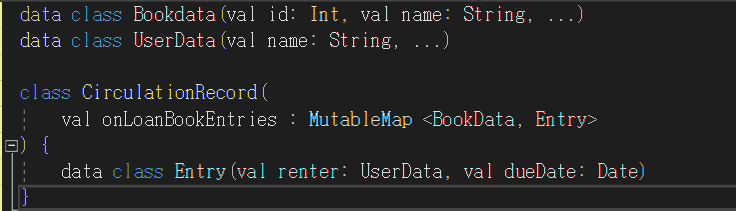 data class Bookdata(val id: Int, val name: String, ...)
data class UserData(val name: String, ...)
class CirculationRecord(
val onLoanBookEntries : MutableMap <BookData, Entry>
) {
data class Entry(val renter: UserData, val dueDate: Date)
}